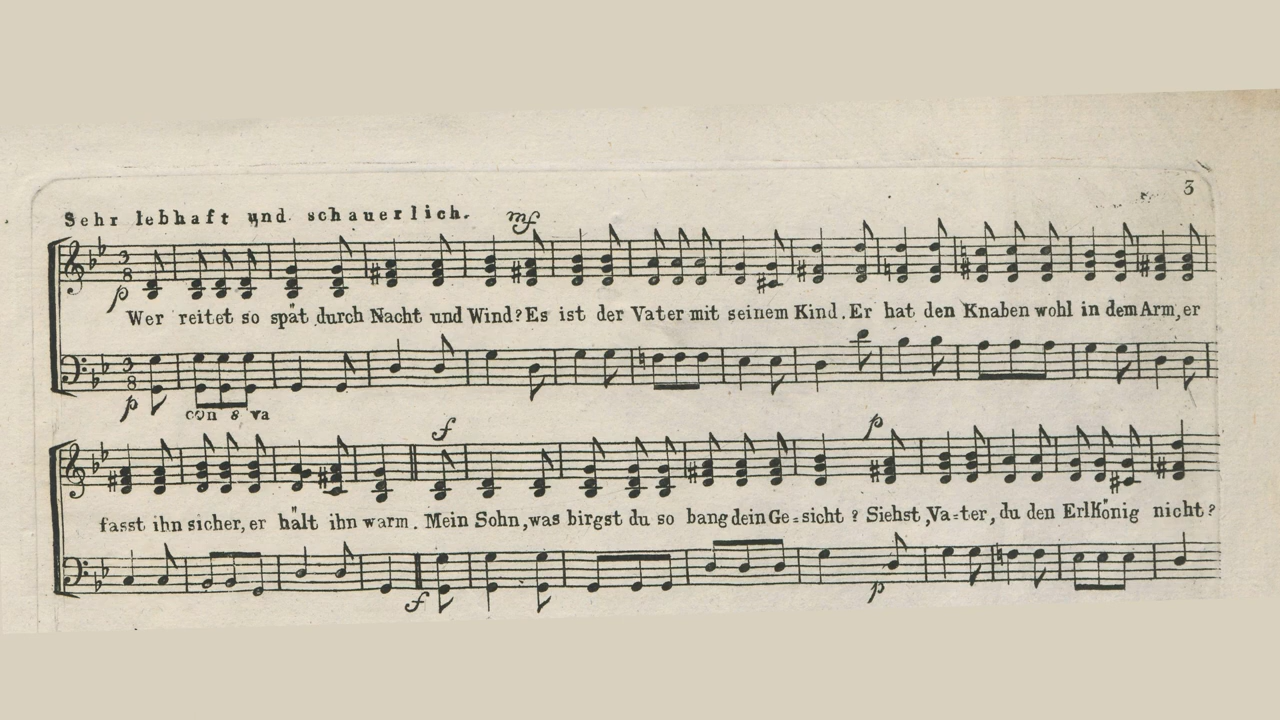 3
Sehr lebhaft und schauerlich.
mf
p
Wer reitet so spät durch Nacht und Wind? Es ist der Vater mit seinem Kind. Er hat den Knaben wohl in dem Arm, er
p
con 8 va
f
p
fasst ihn sicher, er hält ihn warm. Mein Sohn, was birgst du so bang dein Ge=sicht? Siehst, Va=ter, du den ErlKönig nicht?
f
p